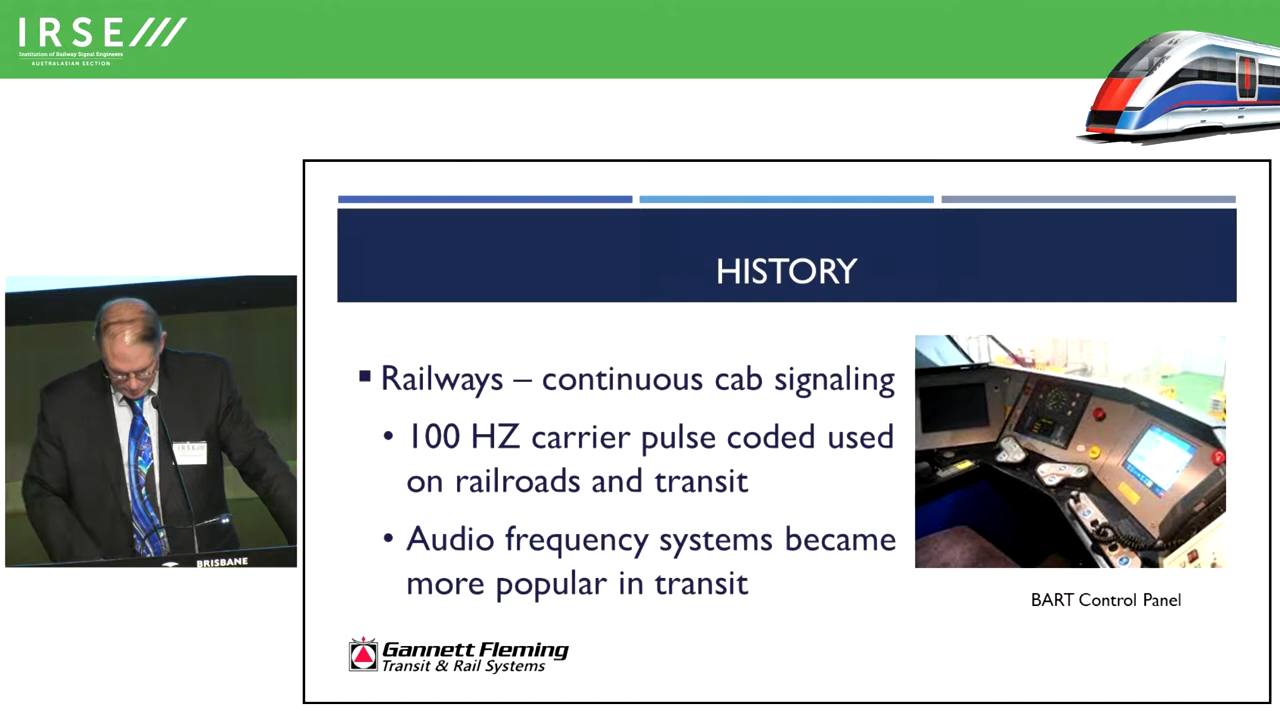 IRSE///
Institution of Railway Signal Engineers
AUSTRALASIAN SECTION
HISTORY
▪ Railways – continuous cab signaling
• 100 HZ carrier pulse coded used
on railroads and transit
• Audio frequency systems became
more popular in transit
BART Control Panel
Gannett Fleming
Transit & Rail Systems
IRSE///
BRISBANE